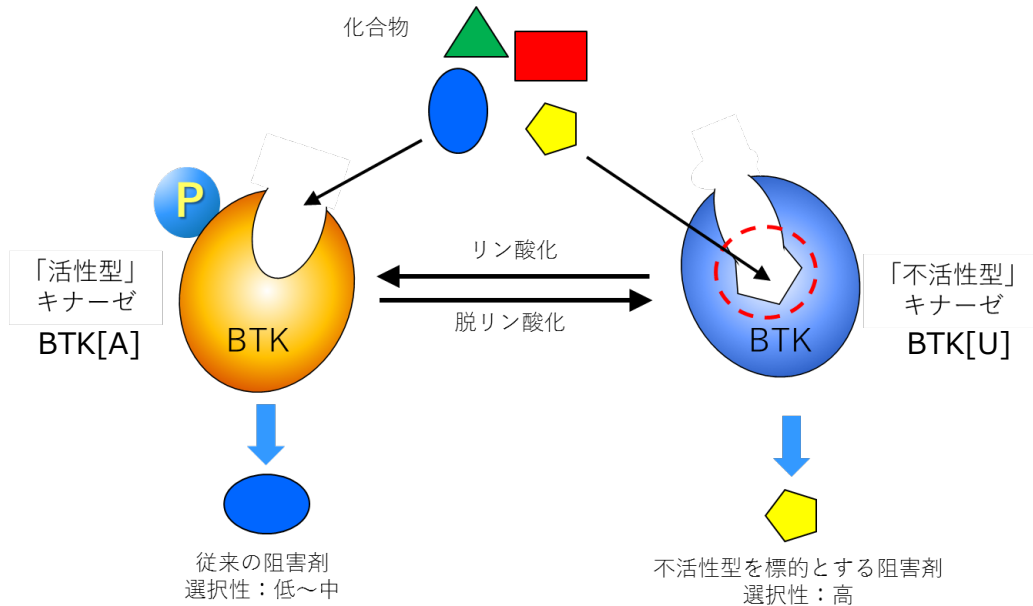 化合物
P
リン酸化
脱リン酸化
「活性型」
キナーゼ
BTK[A]
BTK
「不活性型」
キナーゼ
BTK[U]
BTK
従来の阻害剤
選択性：低～中
不活性型を標的とする阻害剤
選択性：高